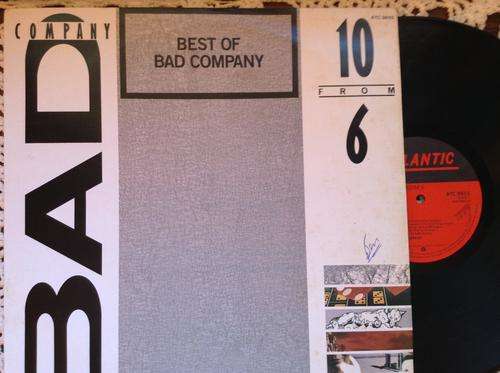 COMPANY
BAD
BEST OF
BAD COMPANY
10
FROM
6
LANTIC